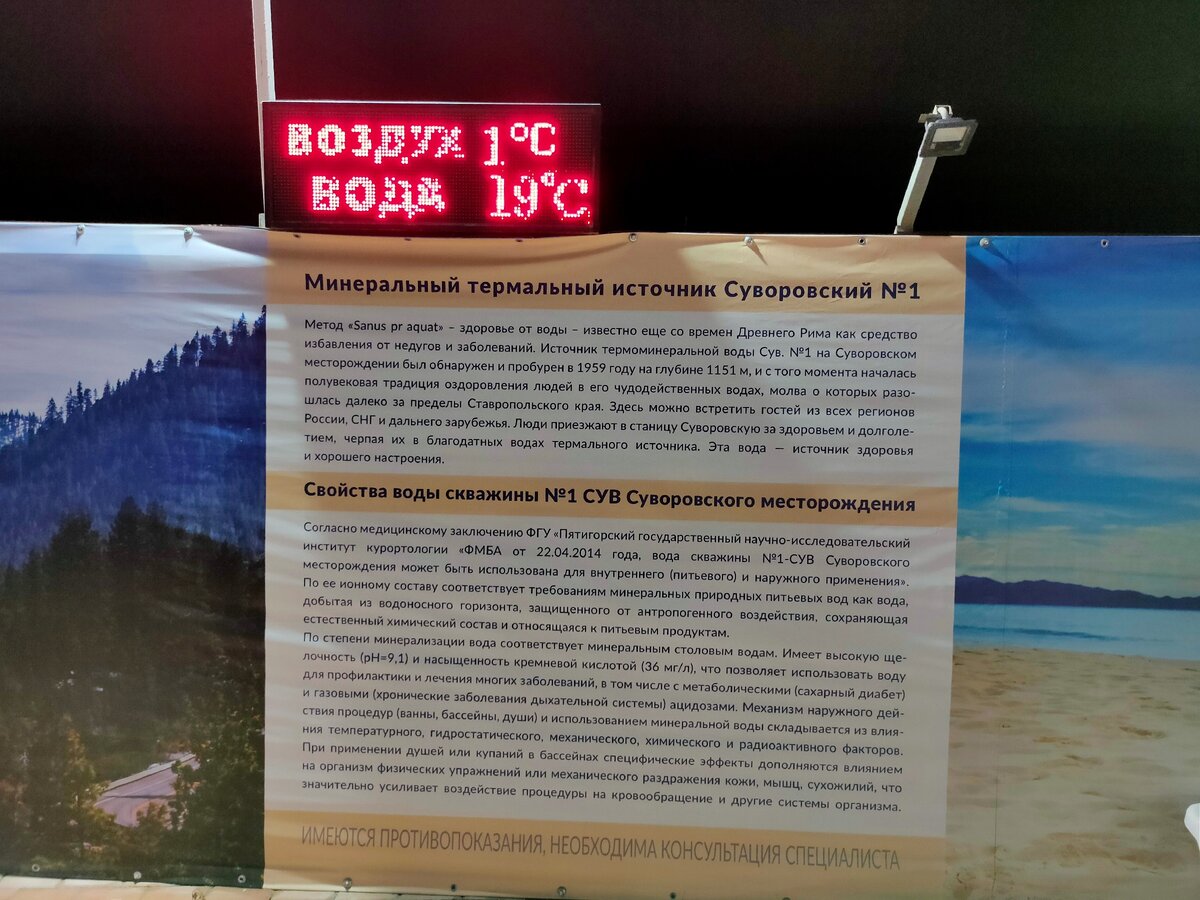 ВОЗДУХ 1°C
ВОДА 19°C
Минеральный термальный источник Суворовский №1
Метод «Sanus pr aquat» – здоровье от воды – известно еще со времен Древнего Рима как средство
избавления от недугов и заболеваний. Источник термоминеральной воды Сув. №1 на Суворовском
месторождении был обнаружен и пробурен в 1959 году на глубине 1151 м, и с того момента началась
полувековая традиция оздоровления людей в его чудодейственных водах, молва о которых разо-
шлась далеко за пределы Ставропольского края. Здесь можно встретить гостей из всех регионов
России, СНГ и дальнего зарубежья. Люди приезжают в станицу Суворовскую за здоровьем и долголе-
тием, черпая их в благодатных водах термального источника. Эта вода — источник здоровья
и хорошего настроения.
Свойства воды скважины №1 СУВ Суворовского месторождения
Согласно медицинскому заключению ФГУ «Пятигорский государственный научно-исследовательский
институт курортологии «ФМБА от 22.04.2014 года, вода скважины №1-СУВ Суворовского
месторождения может быть использована для внутреннего (питьевого) и наружного применения».
По ее ионному составу соответствует требованиям минеральных природных питьевых вод как вода,
добытая из водоносного горизонта, защищенного от антропогенного воздействия, сохраняющая
естественный химический состав и относящаяся к питьевым продуктам.
По степени минерализации вода соответствует минеральным столовым водам. Имеет высокую ще-
лочность (pH=9,1) и насыщенность кремневой кислотой (36 мг/л), что позволяет использовать воду
для профилактики и лечения многих заболеваний, в том числе с метаболическими (сахарный диабет)
и газовыми (хронические заболевания дыхательной системы) ацидозами. Механизм наружного дей-
ствия процедур (ванны, бассейны, души) и использованием минеральной воды складывается из влия-
ния температурного, гидростатического, механического, химического и радиоактивного факторов.
При применении душей или купаний в бассейнах специфические эффекты дополняются влиянием
на организм физических упражнений или механического раздражения кожи, мышц, сухожилий, что
значительно усиливает воздействие процедуры на кровообращение и другие системы организма.
ИМЕЮТСЯ ПРОТИВОПОКАЗАНИЯ, НЕОБХОДИМА КОНСУЛЬТАЦИЯ СПЕЦИАЛИСТА